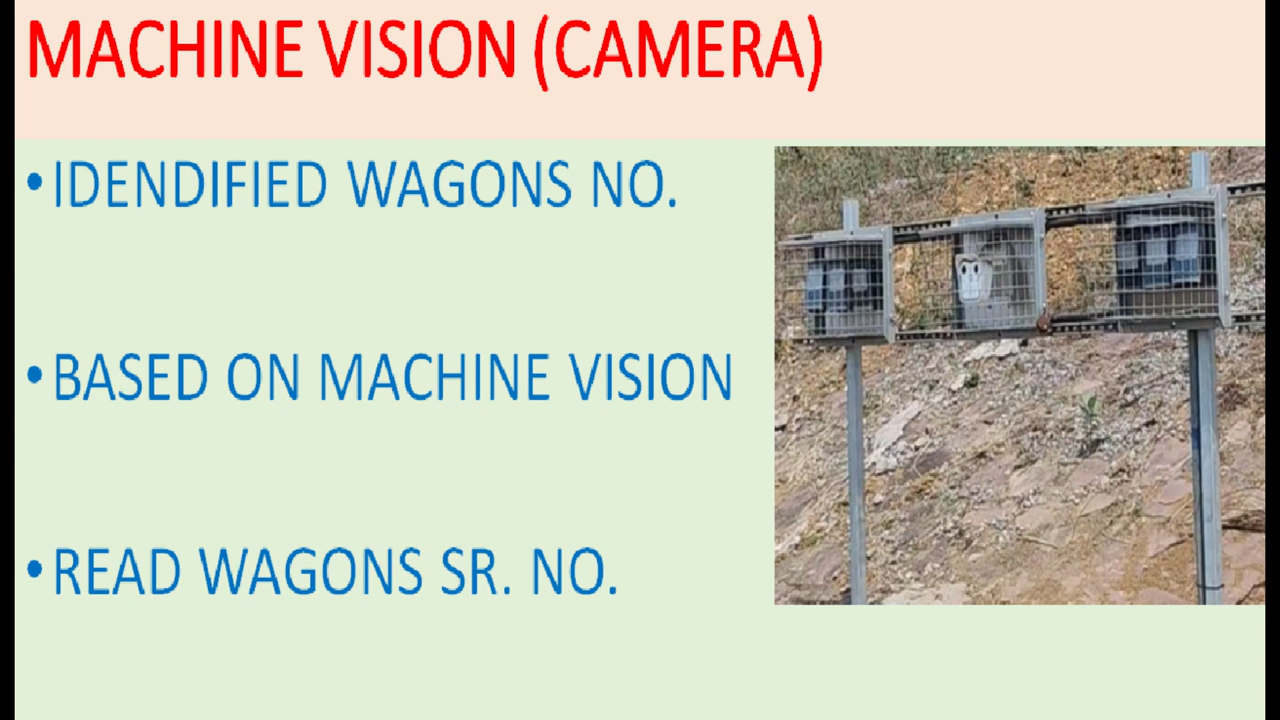 MACHINE VISION (CAMERA)
•IDENDIFIED WAGONS NO.
•BASED ON MACHINE VISION
•READ WAGONS SR. NO.